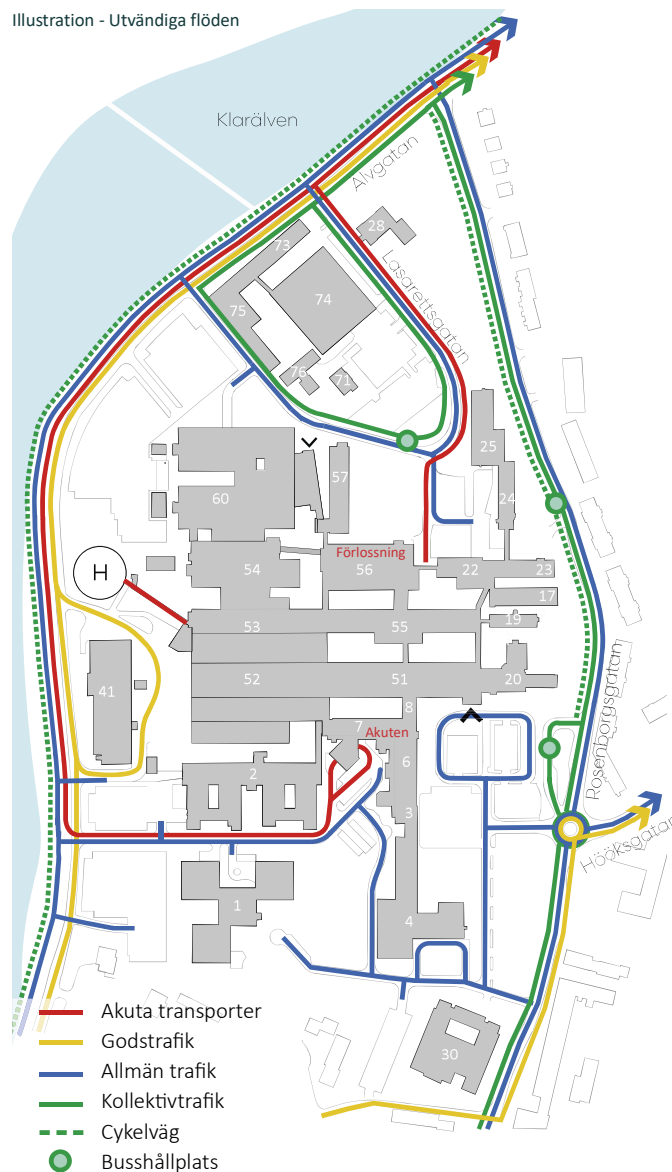 Illustration - Utvändiga flöden
Klarälven
Älvgatan
28
73
Lasarettsgatan
74
75
76
71
25
60
57
24
Förlossning
54
56
22
23
H
17
19
53
55
41
52
51
20
8
7
Akuten
Rosenborgsgatan
2
6
3
Hööksgatan
1
4
30
Akuta transporter
Godstrafik
Allmän trafik
Kollektivtrafik
Cykelväg
Busshållplats